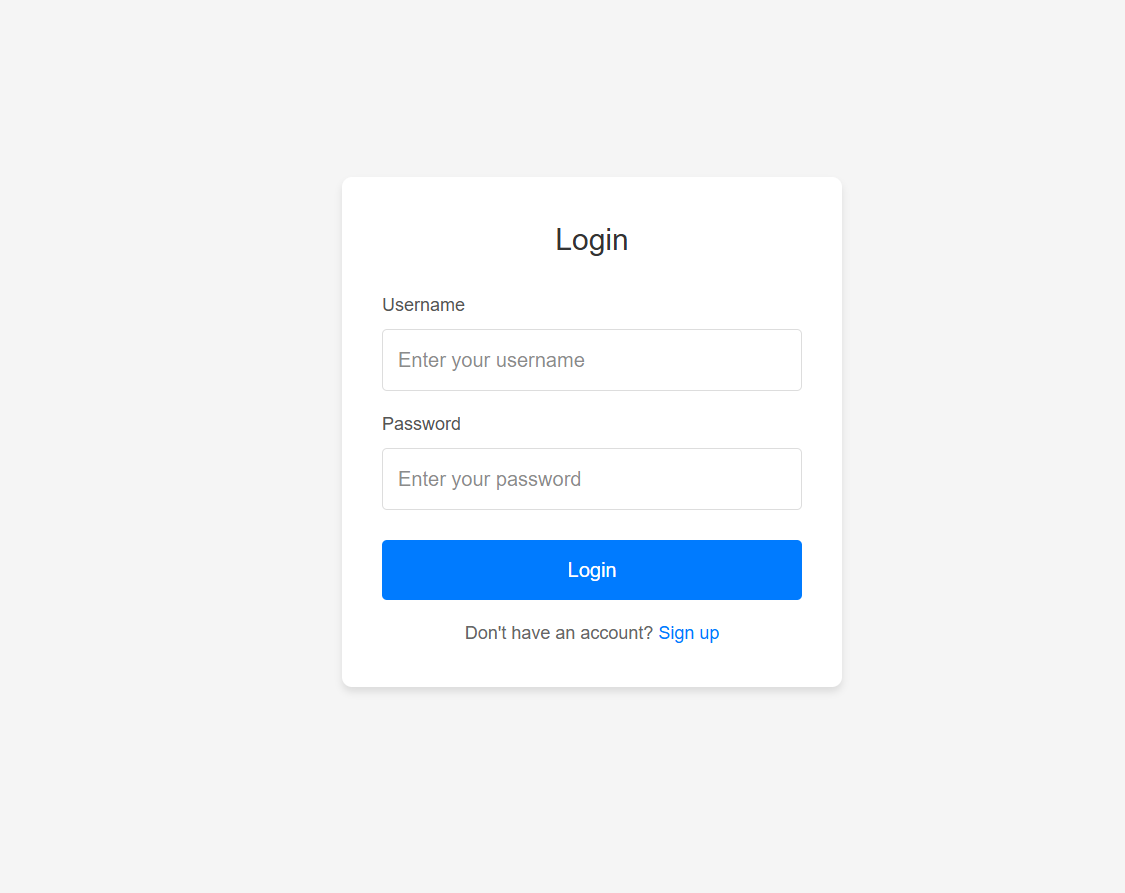 Login
Username
Enter your username
Password
Enter your password
Login
Don't have an account? Sign up